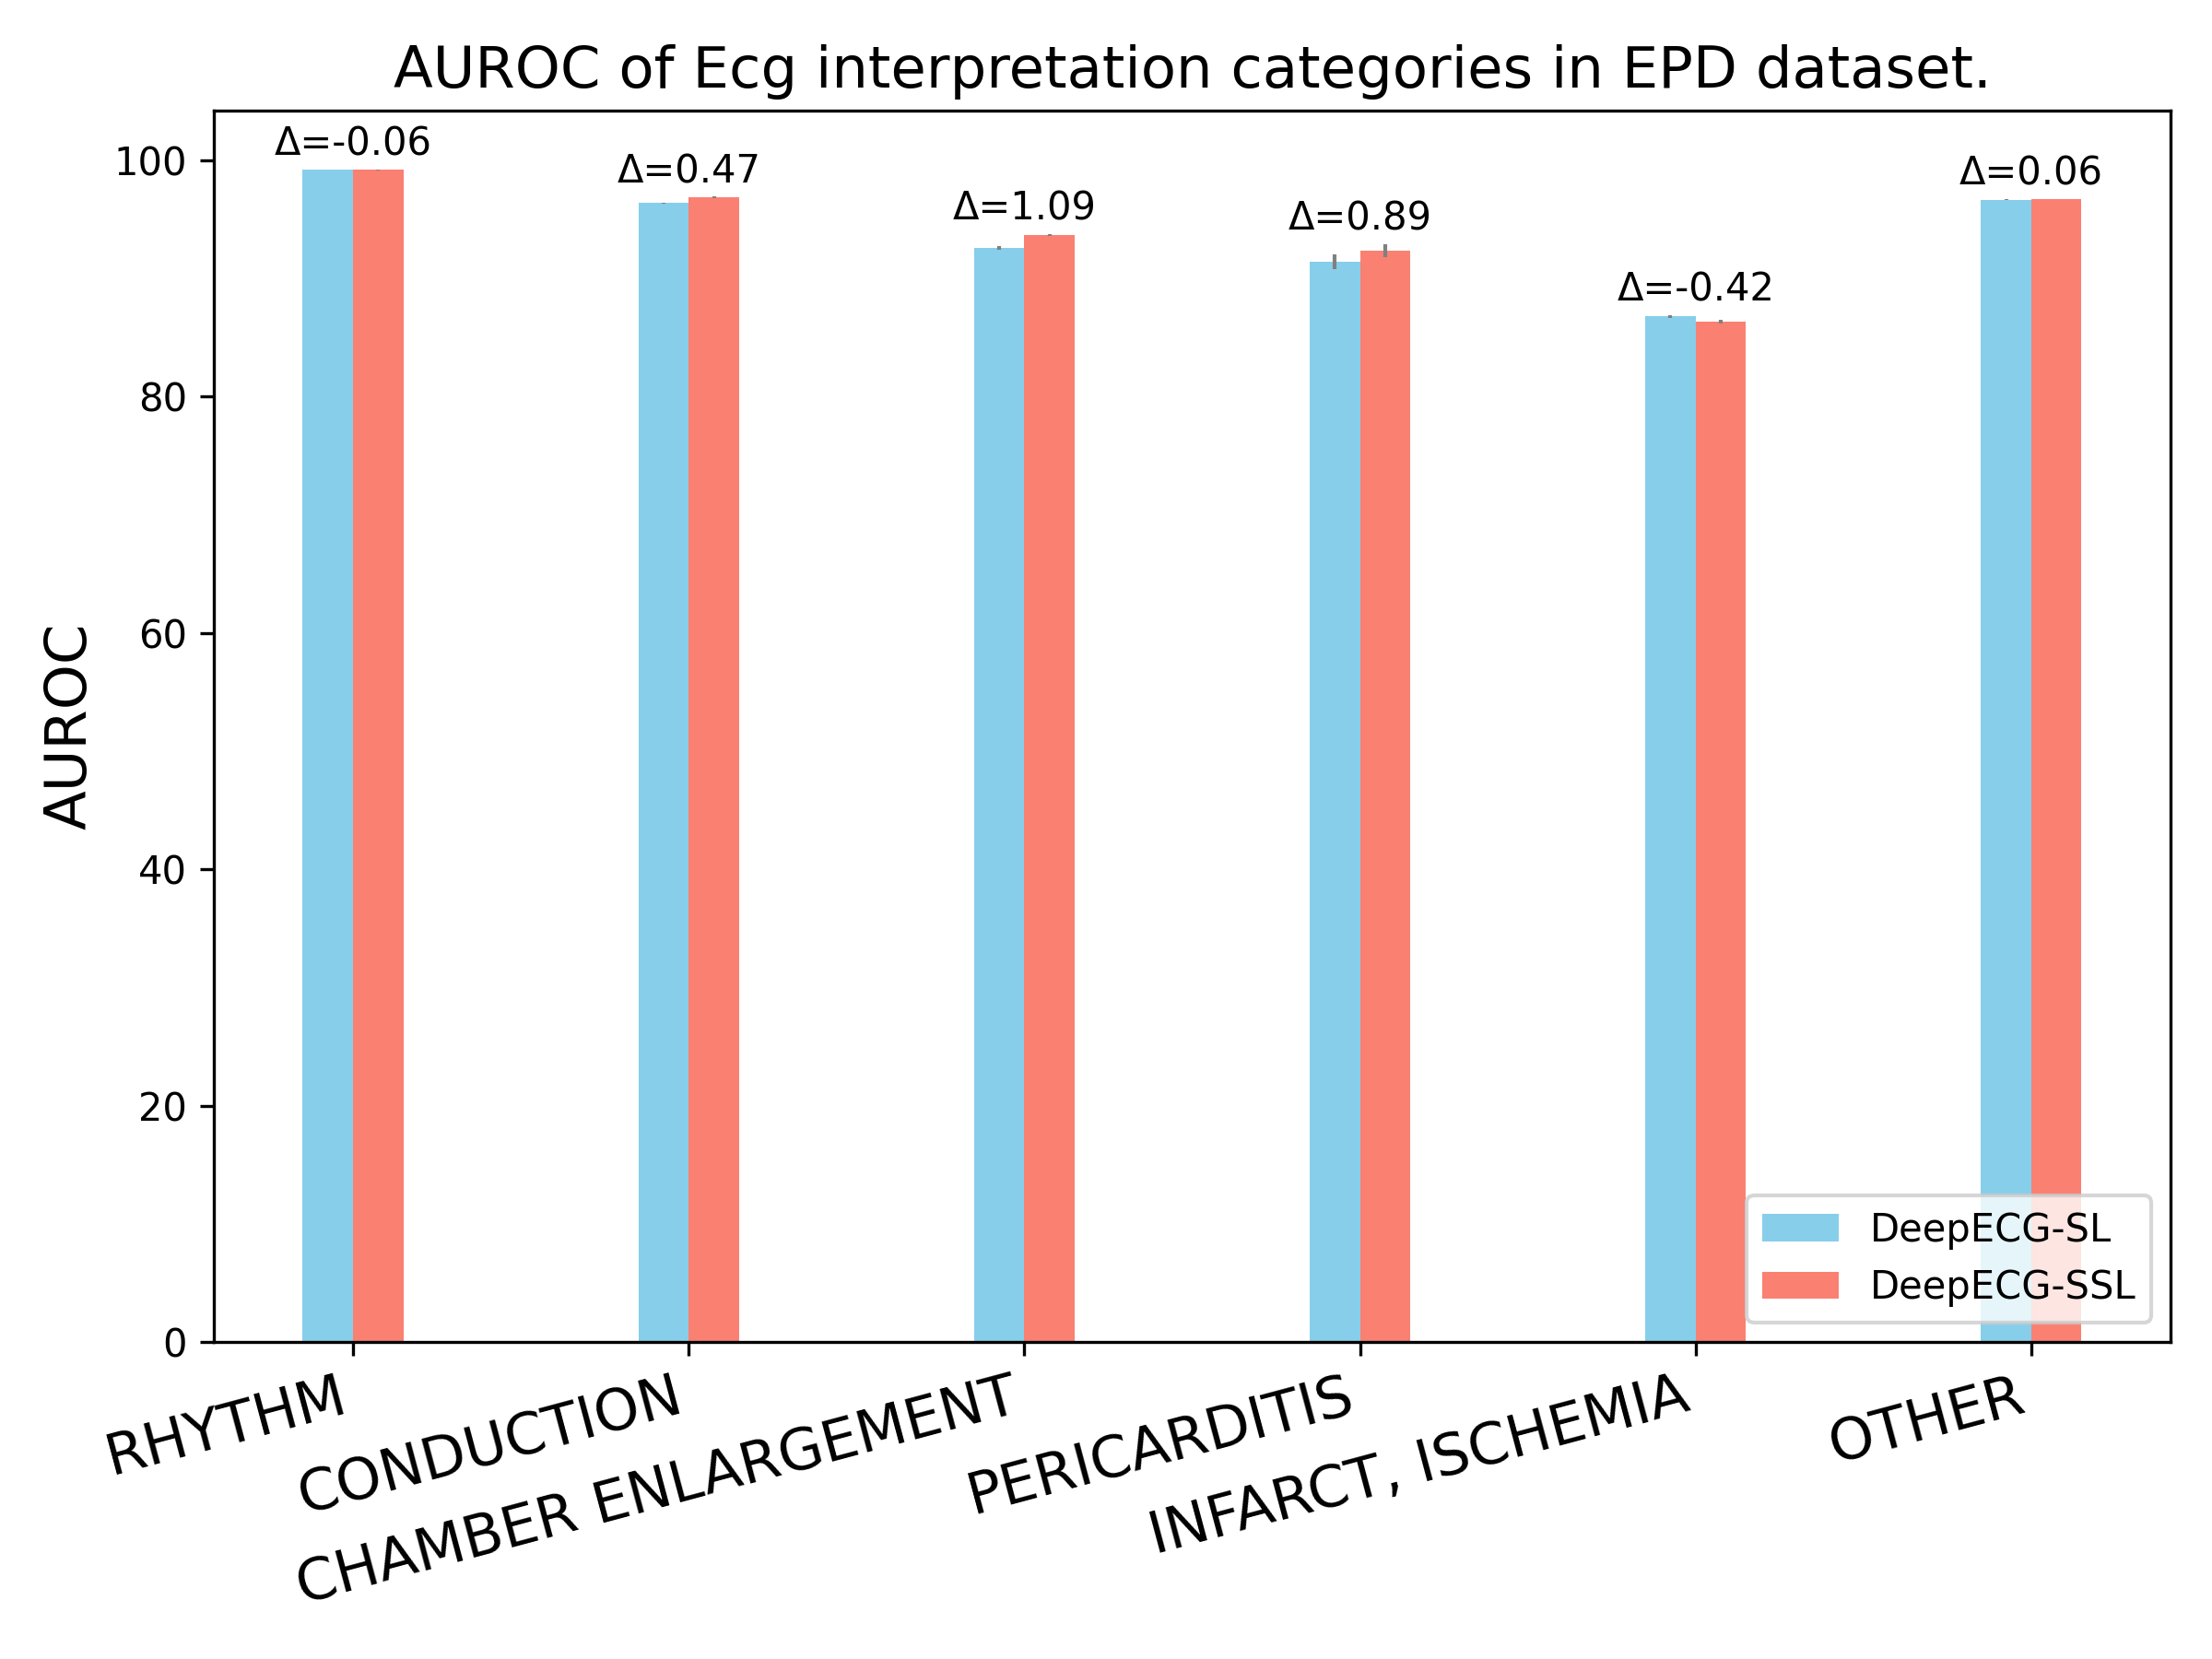 AUROC of Ecg interpretation categories in EPD dataset.
Δ=-0.06
Δ=0.47
Δ=1.09
Δ=0.89
Δ=-0.42
Δ=0.06
AUROC
100
80
60
40
20
0
DeepECG-SL
DeepECG-SSL
RHYTHM
CONDUCTION
CHAMBER ENLARGEMENT
PERICARDITIS
INFARCT, ISCHEMIA
OTHER